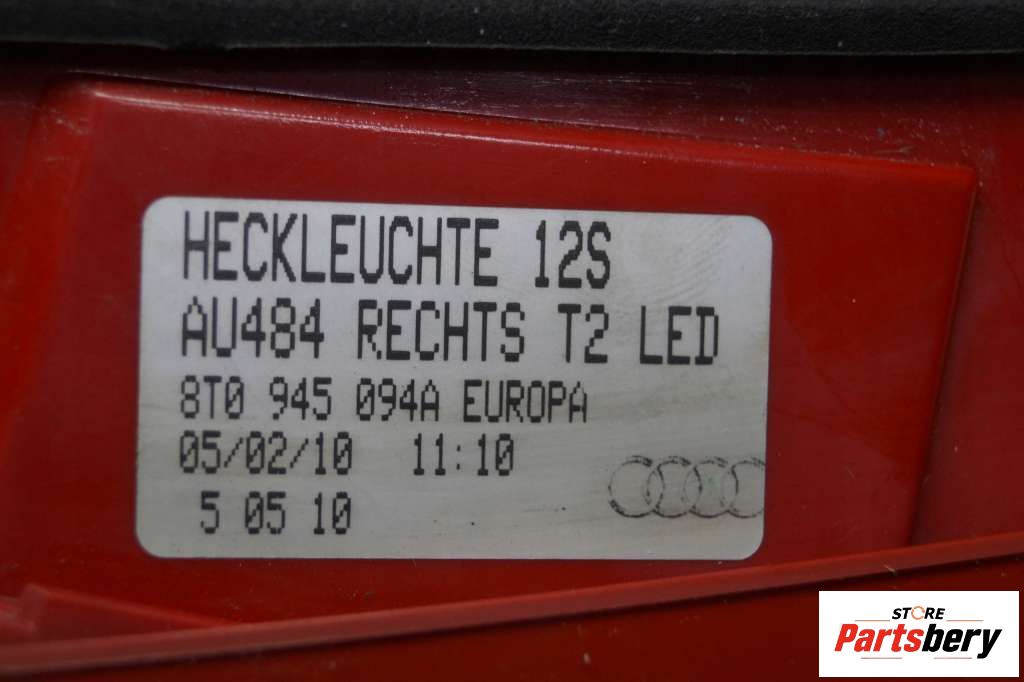 HECKLEUCHTE 12S
AU484 RECHTS T2 LED
8T0 945 094A EUROPA
05/02/10 11:10
5 05 10
STORE
Partsbery